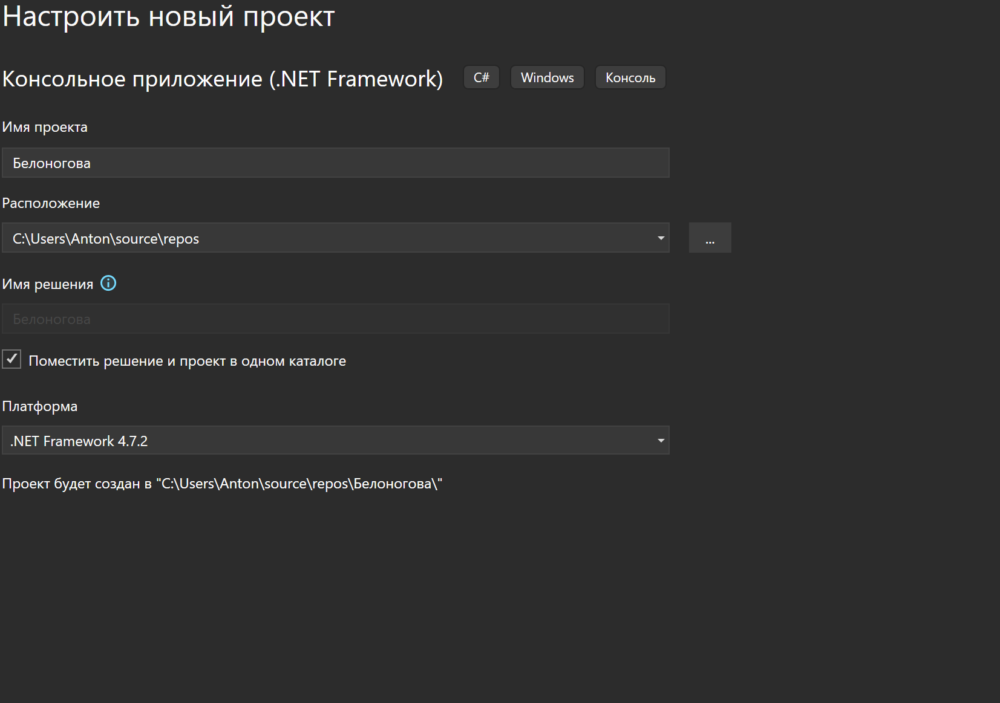 Настроить новый проект
Консольное приложение (.NET Framework) C# Windows Консоль
Имя проекта
Белоногова
Расположение
C:\Users\Anton\source\repos
...
Имя решения
Белоногова
Поместить решение и проект в одном каталоге
Платформа
.NET Framework 4.7.2
Проект будет создан в "C:\Users\Anton\source\repos\Белоногова\"